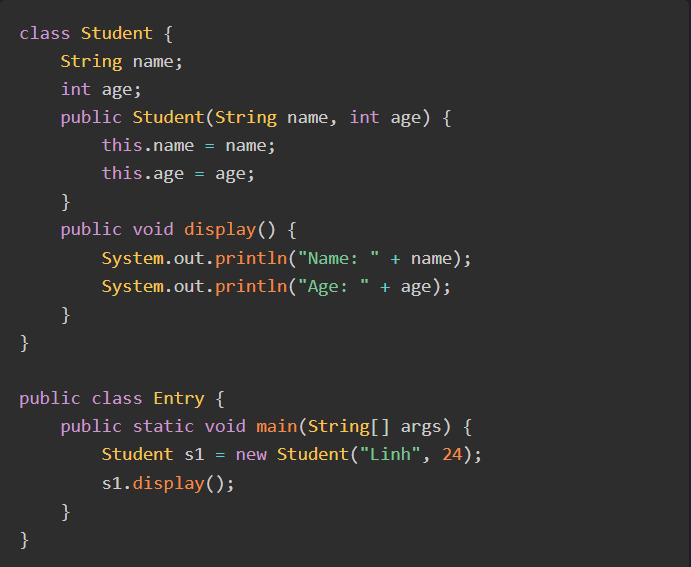 class Student {
    String name;
    int age;
    public Student(String name, int age) {
        this.name = name;
        this.age = age;
    }
    public void display() {
        System.out.println("Name: " + name);
        System.out.println("Age: " + age);
    }
}

public class Entry {
    public static void main(String[] args) {
        Student s1 = new Student("Linh", 24);
        s1.display();
    }
}